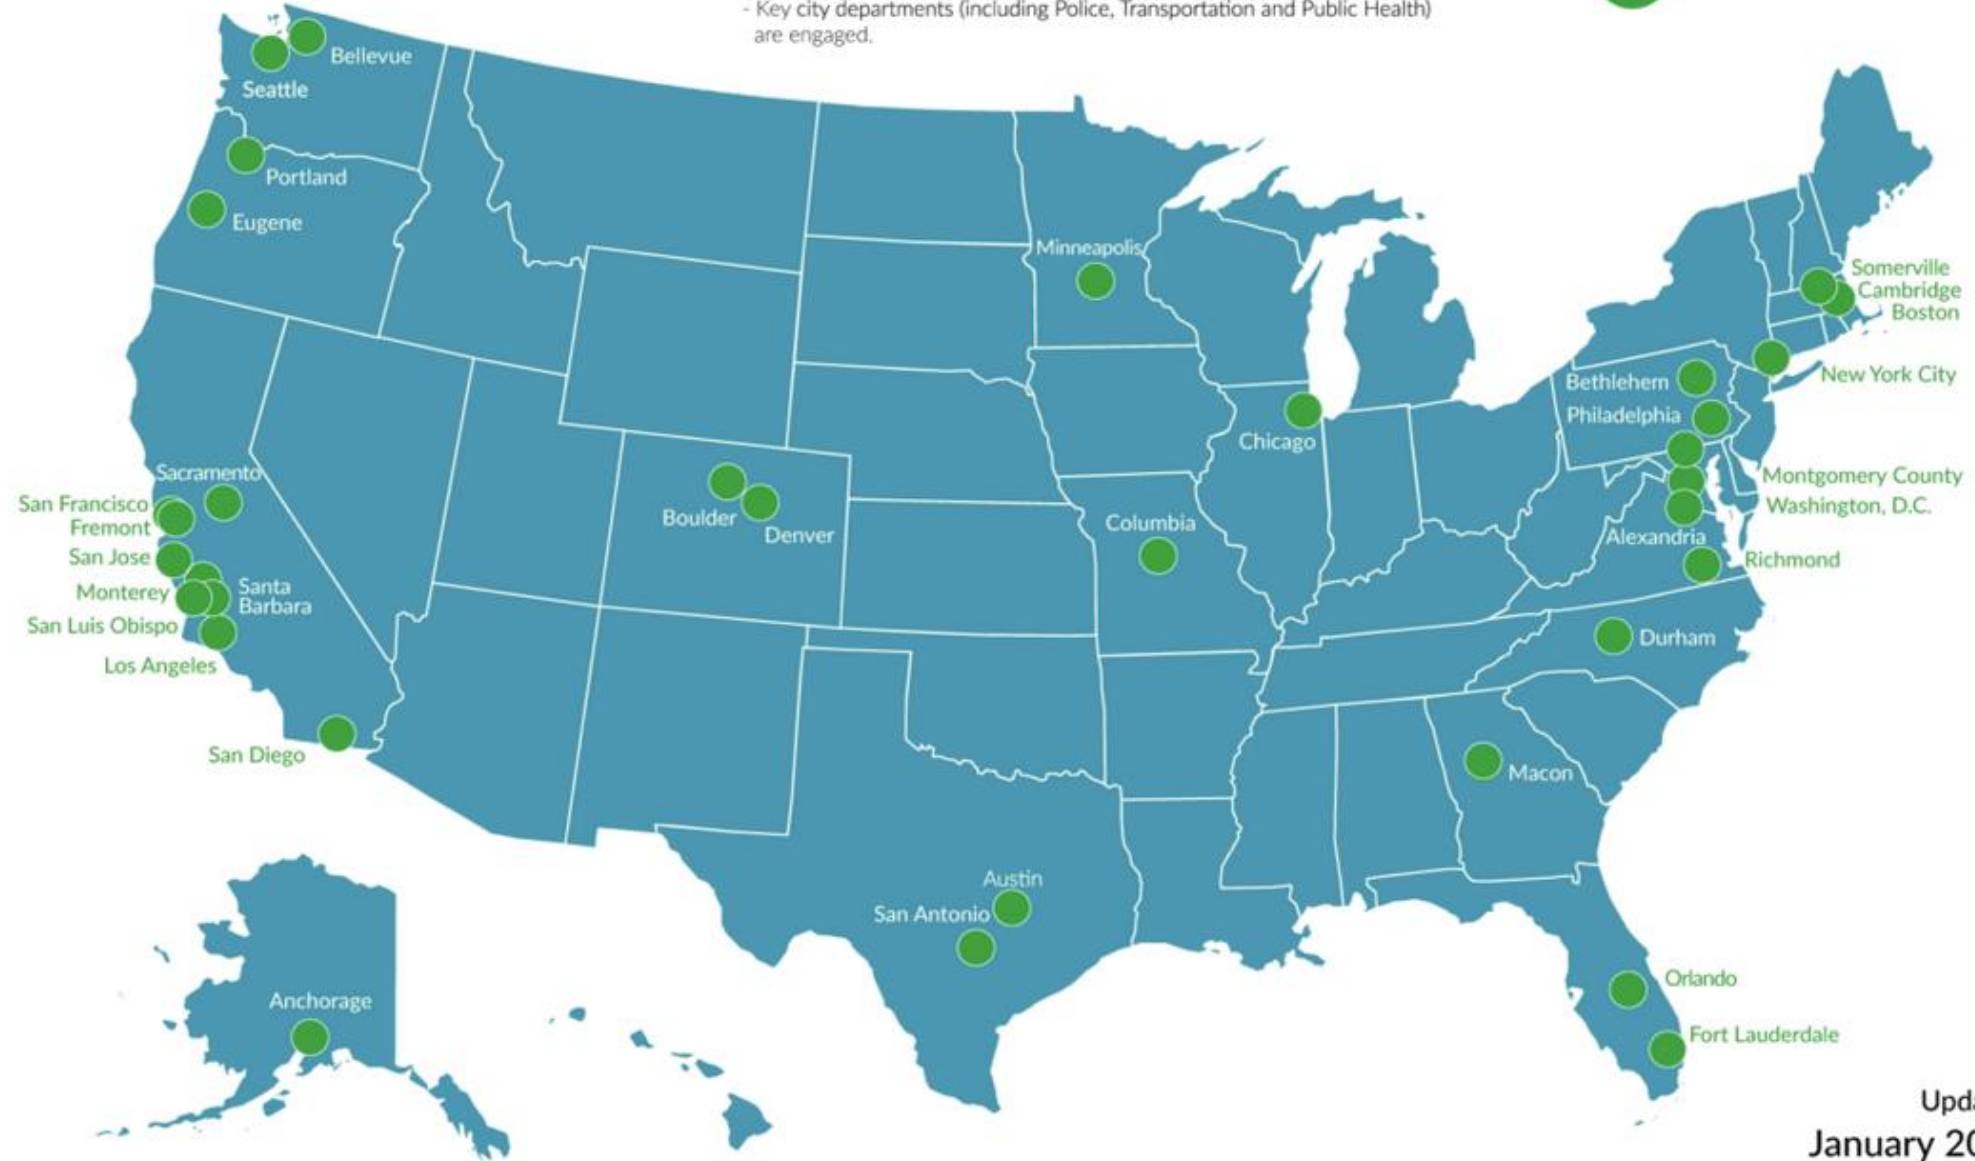 - Key city departments (including Police, Transportation and Public Health)
are engaged.
Bellevue
Seattle
Portland
Eugene
Minneapolis
Somerville
Cambridge
Boston
New York City
Bethlehem
Philadelphia
Chicago
Sacramento
San Francisco
Fremont
San Jose
Monterey
Santa
Barbara
San Luis Obispo
Los Angeles
San Diego
Boulder
Denver
Columbia
Montgomery County
Washington, D.C.
Alexandria
Richmond
Durham
Macon
Austin
San Antonio
Anchorage
Orlando
Fort Lauderdale
January